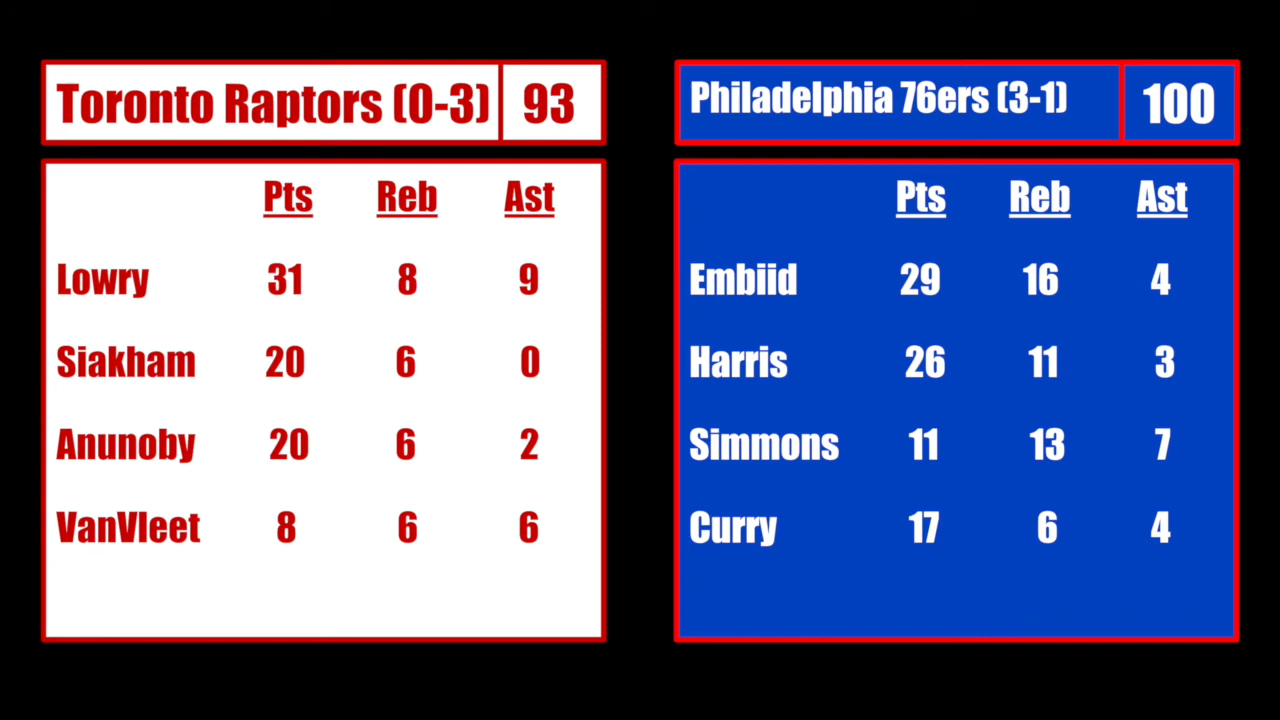 Toronto Raptors (0-3) 93
Pts Reb Ast
Lowry 31 8 9
Siakham 20 6 0
Anunoby 20 6 2
VanVleet 8 6 6
Philadelphia 76ers (3-1) 100
Pts Reb Ast
Embiid 29 16 4
Harris 26 11 3
Simmons 11 13 7
Curry 17 6 4